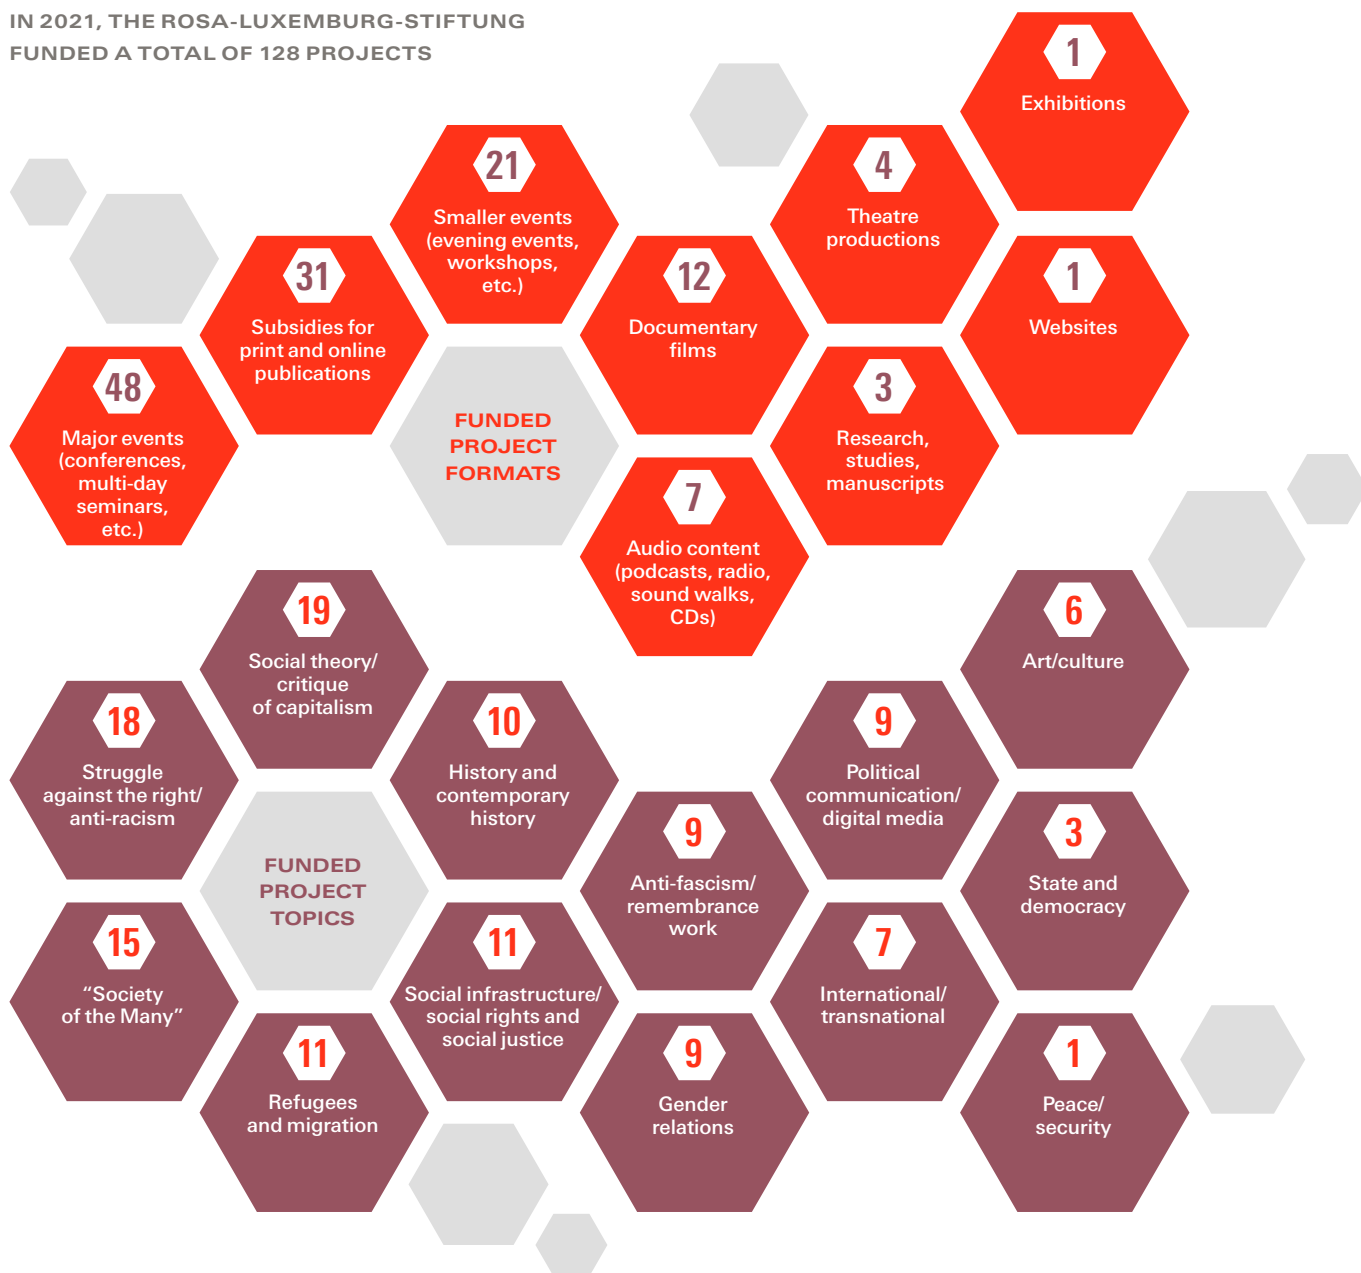 IN 2021, THE ROSA-LUXEMBURG-STIFTUNG
FUNDED A TOTAL OF 128 PROJECTS
1
Exhibitions
21
Smaller events
(evening events,
workshops,
etc.)
4
Theatre
productions
31
Subsidies for
print and online
publications
12
Documentary
films
1
Websites
48
Major events
(conferences,
multi-day
seminars,
etc.)
FUNDED
PROJECT
FORMATS
3
Research,
studies,
manuscripts
7
Audio content
(podcasts, radio,
sound walks,
CDs)
19
Social theory/
critique
of capitalism
6
Art/culture
18
Struggle
against the right/
anti-racism
10
History and
contemporary
history
9
Political
communication/
digital media
FUNDED
PROJECT
TOPICS
9
Anti-fascism/
remembrance
work
3
State and
democracy
15
“Society
of the Many”
11
Social infrastructure/
social rights and
social justice
7
International/
transnational
11
Refugees
and migration
9
Gender
relations
1
Peace/
security